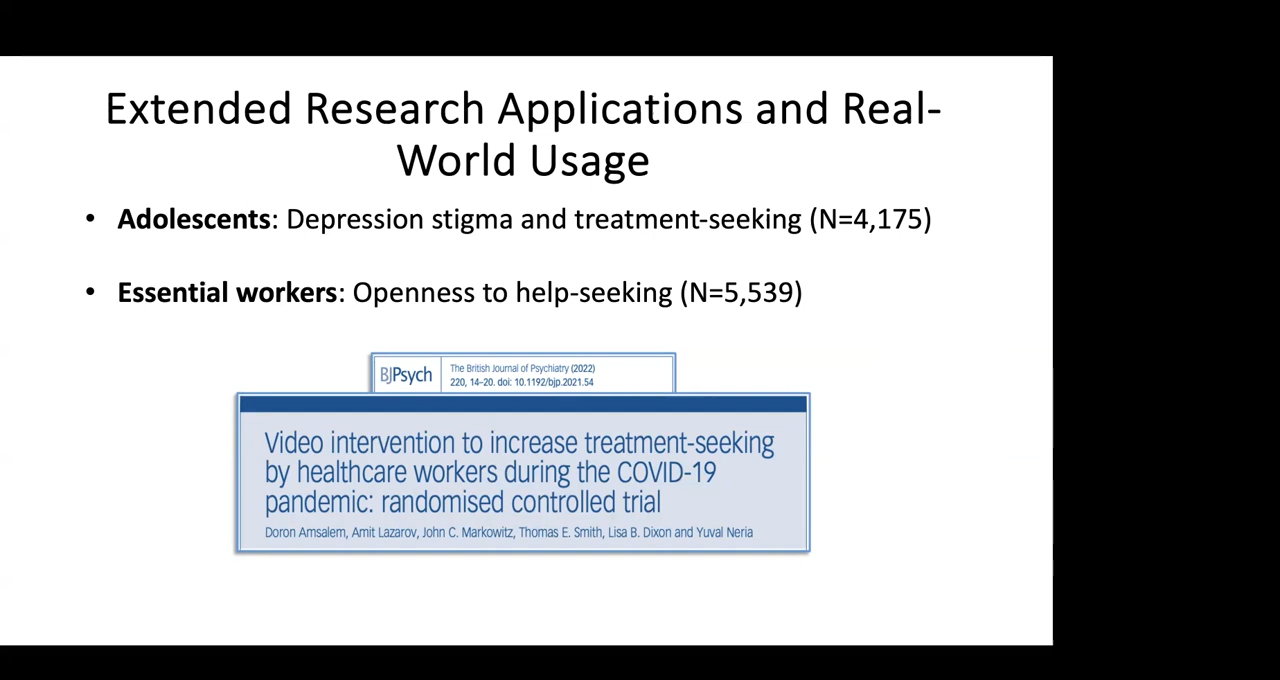 Extended Research Applications and Real-
World Usage
• Adolescents: Depression stigma and treatment-seeking (N=4,175)
• Essential workers: Openness to help-seeking (N=5,539)
BJPsych
The British Journal of Psychiatry (2022)
220, 14–20. doi: 10.1192/bjp.2021.54
Video intervention to increase treatment-seeking
by healthcare workers during the COVID-19
pandemic: randomised controlled trial
Doron Amsalem, Amit Lazarov, John C. Markowitz, Thomas E. Smith, Lisa B. Dixon and Yuval Neria